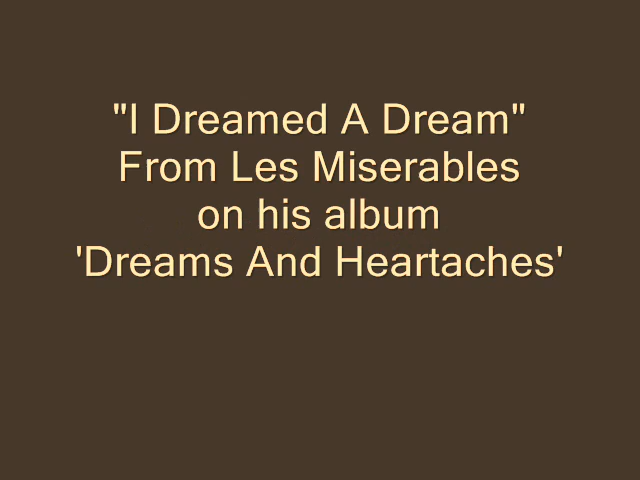 "I Dreamed A Dream"
From Les Miserables
on his album
'Dreams And Heartaches'